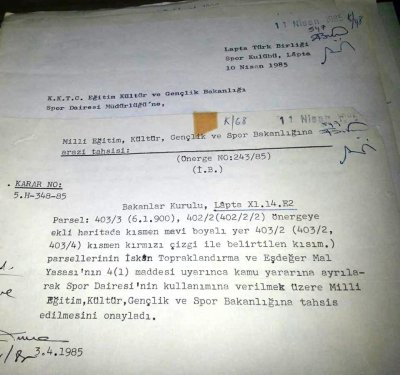 11 Nisan 1985 K/48
Lapta Türk Birliği
Spor Kulübü, Lâpta
10 Nisan 1985
K.K.T.C. Eğitim Kültür ve Gençlik Bakanlığı
Spor Dairesi Müdürlüğü'ne,
K/68 11 Nisan
Milli Eğitim, Kültür, Gençlik ve Spor Bakanlığına
arazi tahsisi:
(Önerge NO:243/85)
(İ.B.)
KARAR NO:
5.H-348-85
Bakanlar Kurulu, Lâpta XI.14.E2
Parsel: 403/3 (6.1.900), 402/2(402/2/2) Önergeye
ekli haritada kısmen mavi boyalı yer 403/2 (403/2,
403/4) kısmen kırmızı çizgi ile belirtilen kısım,)
parsellerinin İskân Topraklandırma ve Eşdeğer Mal
Yasası'nın 4(1) maddesi uyarınca kamu yararına ayrıla-
rak Spor Dairesi'nin kullanımına verilmek üzere Milli
Eğitim,Kültür,Gençlik ve Spor Bakanlığına tahsis
edilmesini onayladı.
3.4.1985